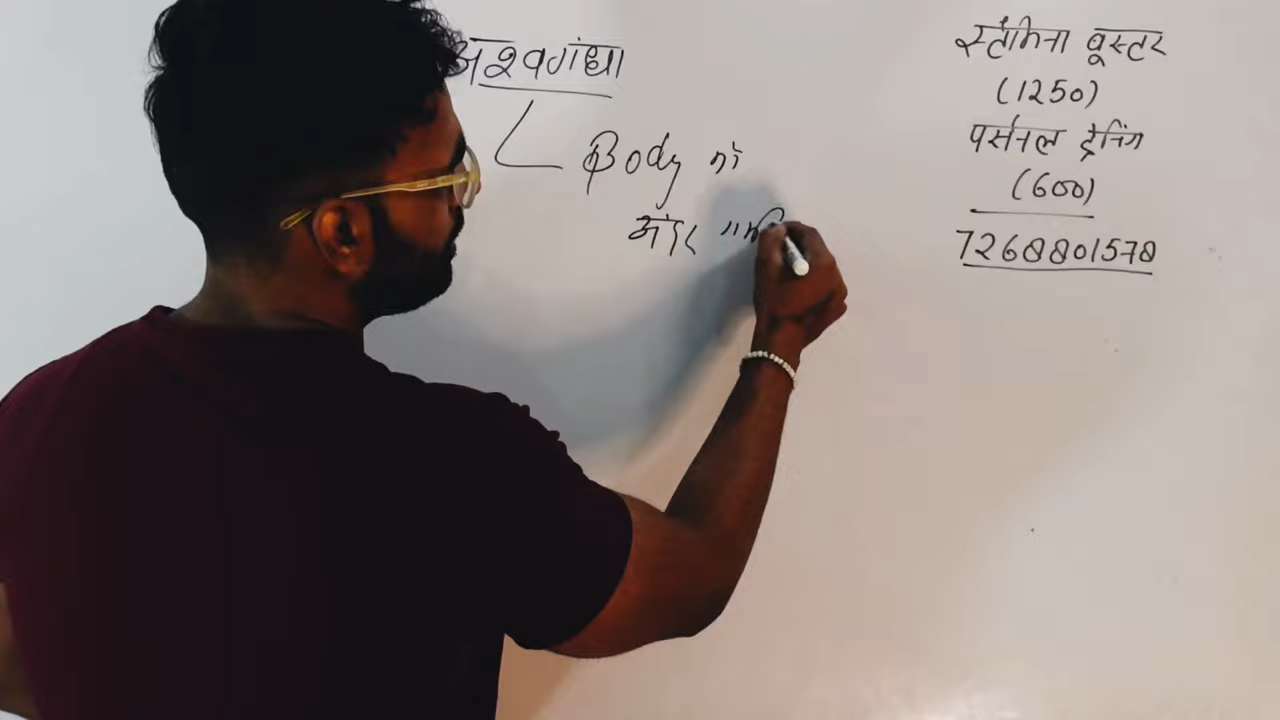 अश्वगंधा
Body को
अंदर
स्टैमिना बूस्टर
(1250)
पर्सनल ट्रेनिंग
(600)
7268801578